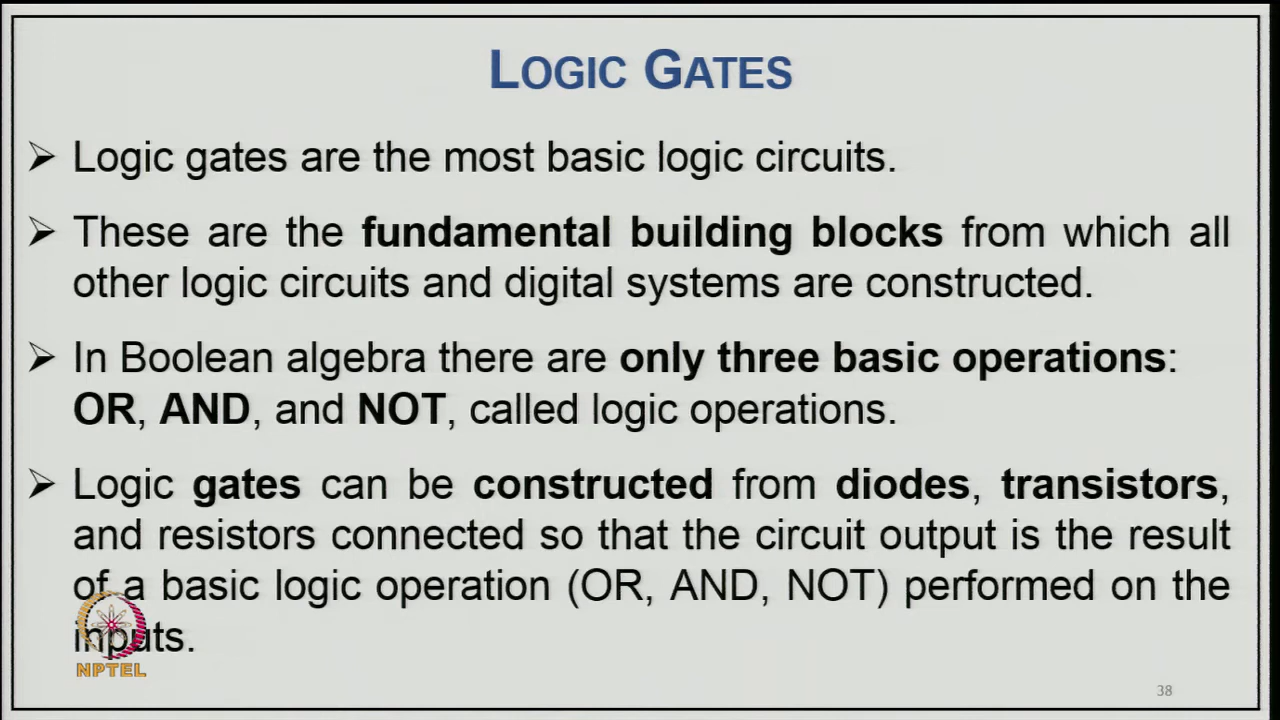 LOGIC GATES
➢ Logic gates are the most basic logic circuits.
➢ These are the fundamental building blocks from which all
other logic circuits and digital systems are constructed.
➢ In Boolean algebra there are only three basic operations:
OR, AND, and NOT, called logic operations.
➢ Logic gates can be constructed from diodes, transistors,
and resistors connected so that the circuit output is the result
of a basic logic operation (OR, AND, NOT) performed on the
inputs.
NPTEL
38